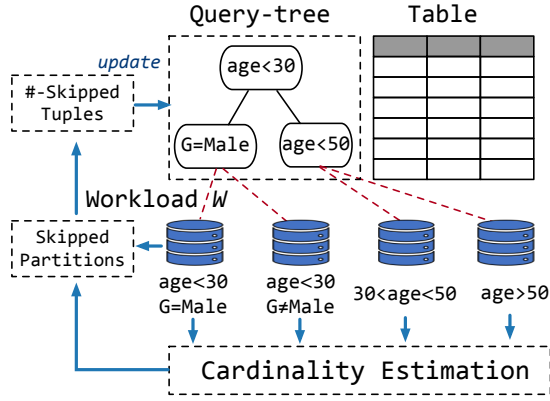 Query-tree
Table
update
age<30
#-Skipped
Tuples
G=Male
age<50
Workload W
Skipped
Partitions
age<30
G=Male
age<30
G≠Male
30<age<50
age>50
Cardinality Estimation